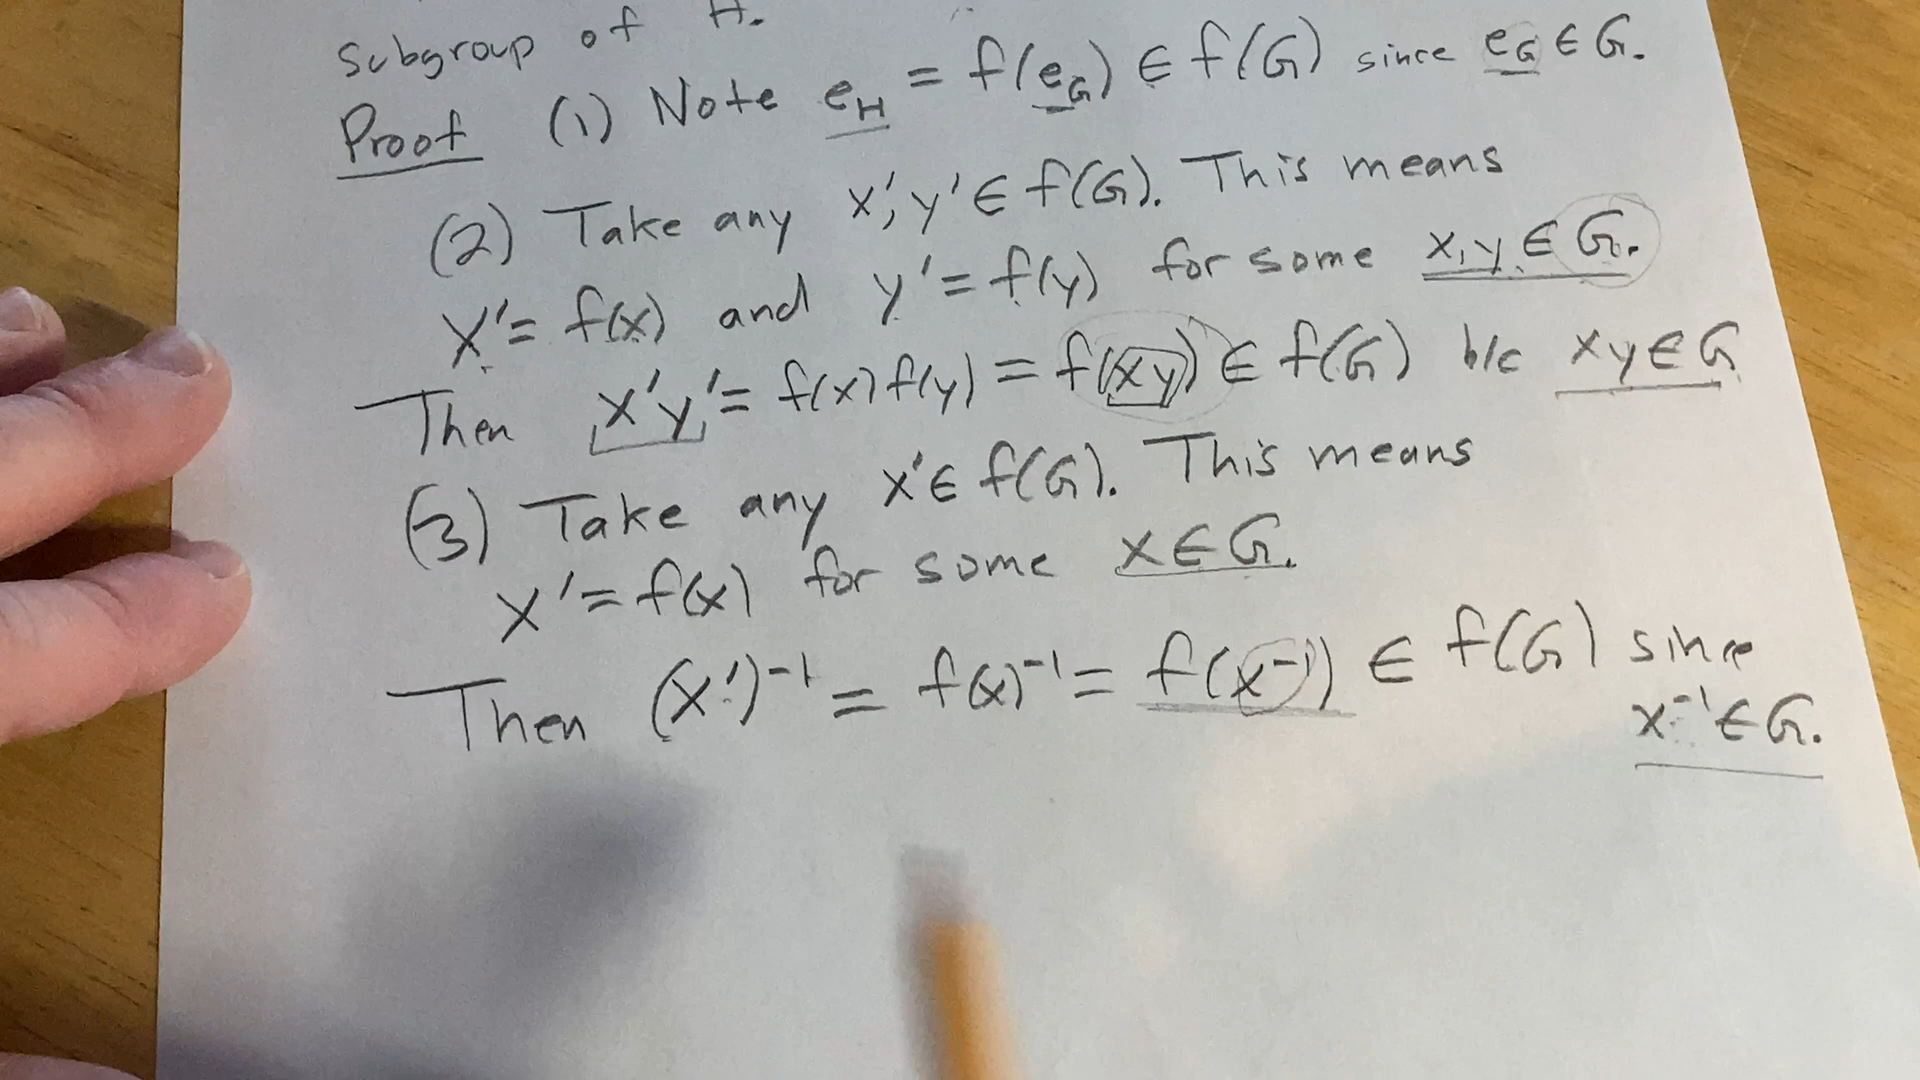 Subgroup of H.
Proof (1) Note e_H = f(e_G) ∈ f(G) since e_G ∈ G.
(2) Take any x', y' ∈ f(G). This means
x' = f(x) and y' = f(y) for some x, y ∈ G.
Then x'y' = f(x)f(y) = f(xy) ∈ f(G) b/c xy ∈ G
(3) Take any x' ∈ f(G). This means
x' = f(x) for some x ∈ G.
Then (x')⁻¹ = f(x)⁻¹ = f(x⁻¹) ∈ f(G) since
x⁻¹ ∈ G.